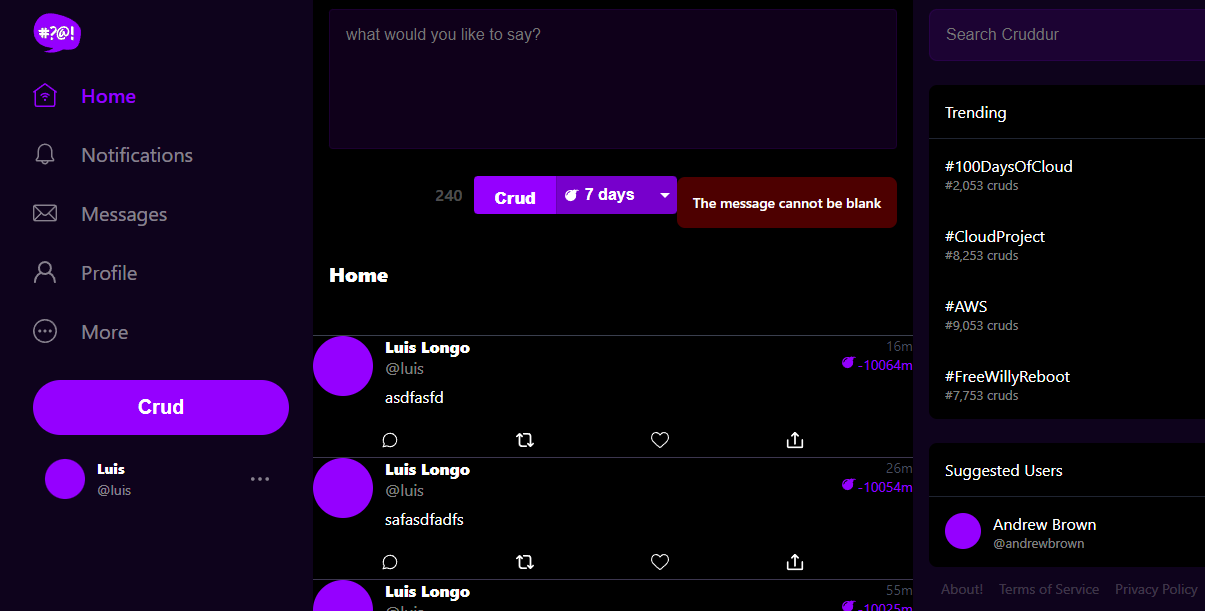 #?@!
Home
Notifications
Messages
Profile
More
Crud
Luis
@luis
what would you like to say?
240
Crud
7 days
The message cannot be blank
Home
Luis Longo
16m
@luis
-10064m
asdfasfd
Luis Longo
26m
@luis
-10054m
safasdfadfs
Luis Longo
55m
@luis
-10025m
Search Cruddur
Trending
#100DaysOfCloud
#2,053 cruds
#CloudProject
#8,253 cruds
#AWS
#9,053 cruds
#FreeWillyReboot
#7,753 cruds
Suggested Users
Andrew Brown
@andrewbrown
About! Terms of Service Privacy Policy